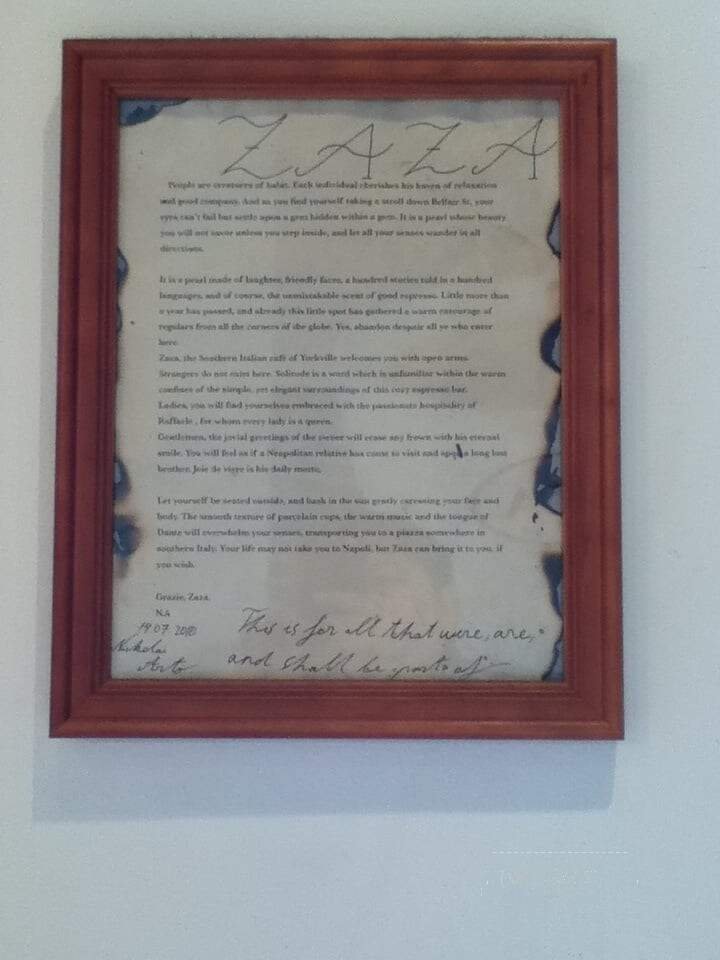 ZAZA
People are creatures of habit. Each individual cherishes his haven of relaxation
and good company. And as you find yourself taking a stroll down Belfair St, your
eyes can't fail but settle upon a gem hidden within a gem. It is a pearl whose beauty
you will not savor unless you step inside, and let all your senses wander in all
directions.
It is a pearl made of laughter, friendly faces, a hundred stories told in a hundred
languages, and of course, the unmistakable scent of good espresso. Little more than
a year has passed, and already this little spot has gathered a warm entourage of
regulars from all the corners of the globe. Yes, abandon despair all ye who enter
here.
Zaza, the Southern Italian café of Yorkville welcomes you with open arms.
Strangers do not exist here. Solitude is a word which is unfamiliar within the warm
confines of the simple, yet elegant surroundings of this cozy espresso bar.
Ladies, you will find yourselves embraced with the passionate hospitality of
Raffaele , for whom every lady is a queen.
Gentlemen, the jovial greetings of the owner will erase any frown with his eternal
smile. You will feel as if a Neapolitan relative has come to visit and a long lost
brother. Joie de vigre is his daily motto.
Let yourself be seated outside, and bask in the sun gently caressing your face and
body. The smooth texture of porcelain cups, the warm music and the tongue of
Dante will overwhelm your senses, transporting you to a piazza somewhere in
southern Italy. Your life may not take you to Napoli, but Zaza can bring it to you, if
you wish.
Grazie, Zaza.
N.A
19 07 2010
Nikolai
This is for all that were, are,
and shall be parts of